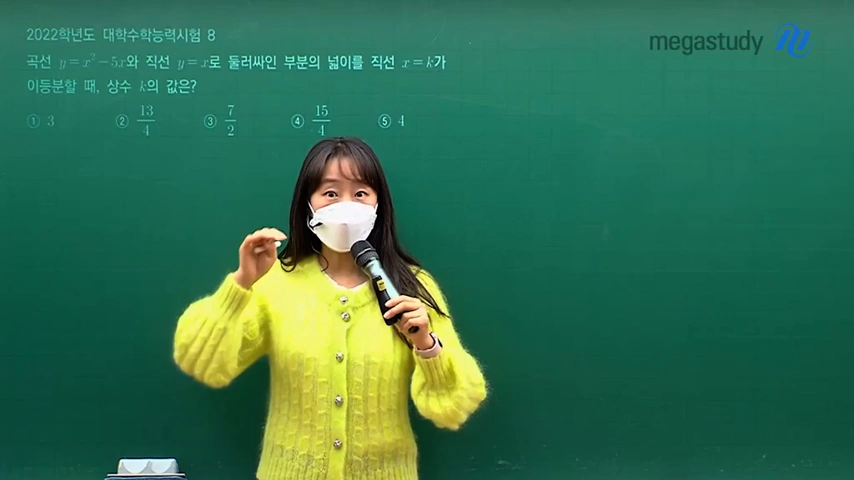 2022학년도 대학수학능력시험 8
megastudy
곡선 y=x²-5x와 직선 y=x로 둘러싸인 부분의 넓이를 직선 x=k가
이등분할 때, 상수 k의 값은?
① 3 ② 13/4 ③ 7/2 ④ 15/4 ⑤ 4